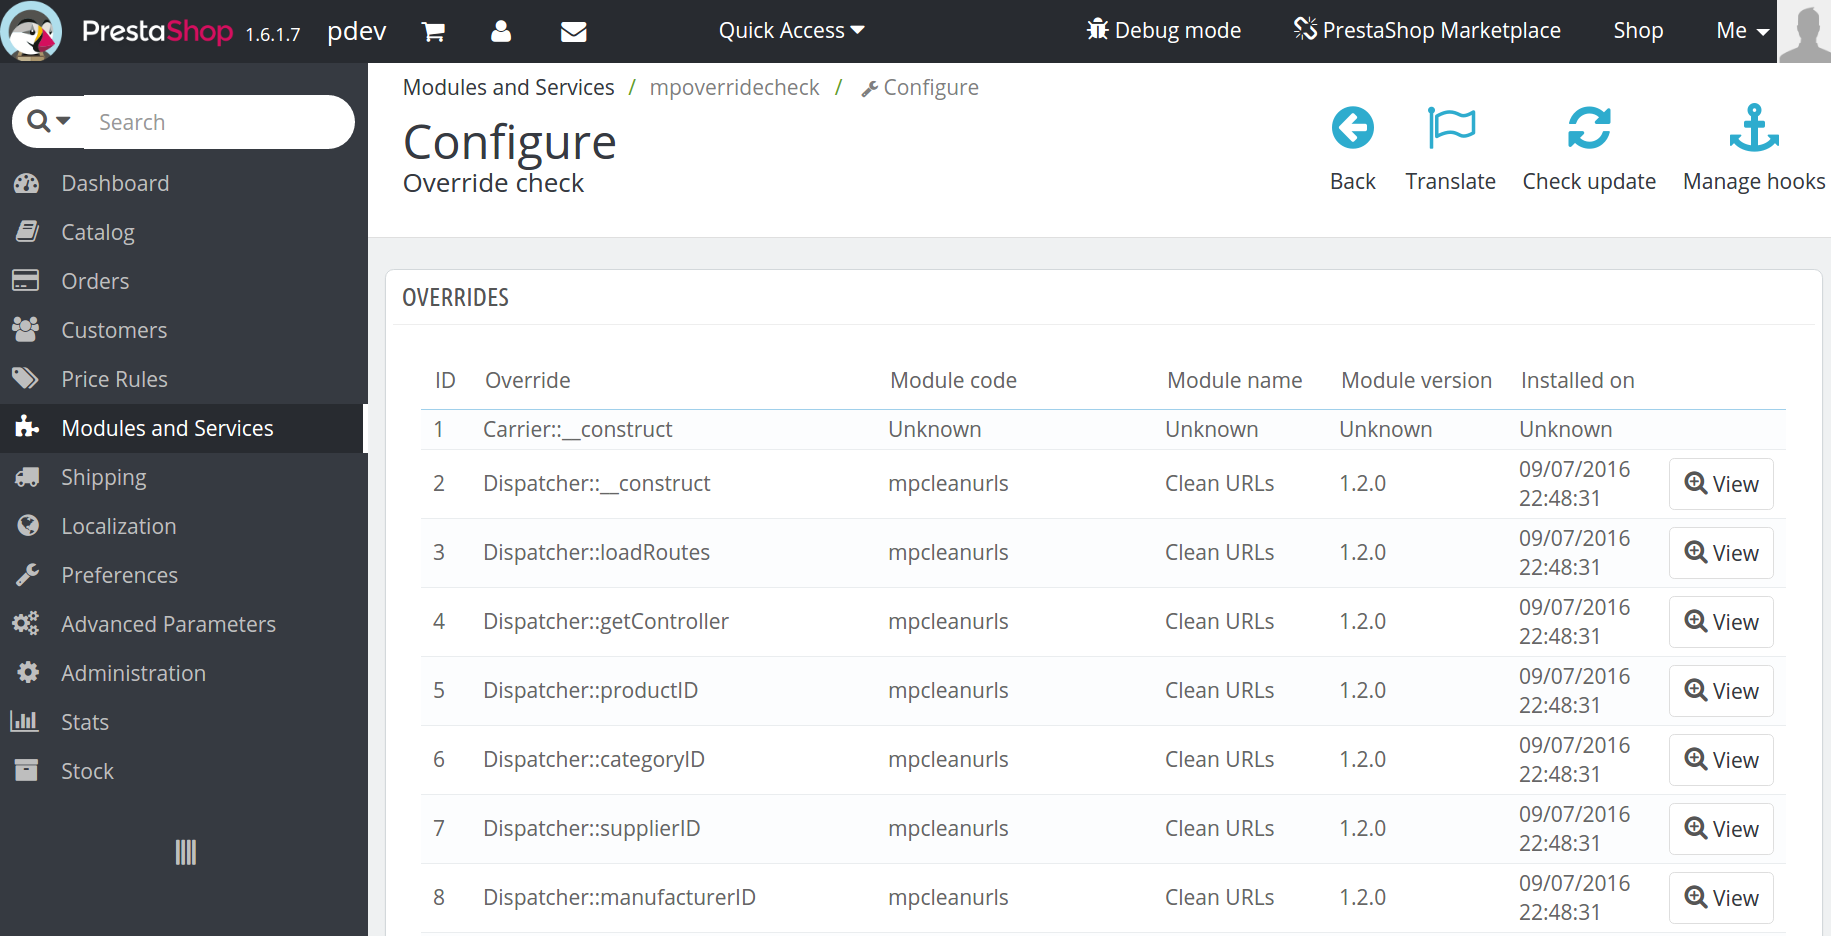 PrestaShop 1.6.1.7 pdev Quick Access Debug mode PrestaShop Marketplace Shop Me
Search
Dashboard
Catalog
Orders
Customers
Price Rules
Modules and Services
Shipping
Localization
Preferences
Advanced Parameters
Administration
Stats
Stock
Modules and Services / mpoverridecheck / Configure
Configure
Override check
Back Translate Check update Manage hooks
OVERRIDES
ID Override Module code Module name Module version Installed on
1 Carrier::__construct Unknown Unknown Unknown Unknown
2 Dispatcher::__construct mpcleanurls Clean URLs 1.2.0 09/07/2016 22:48:31 View
3 Dispatcher::loadRoutes mpcleanurls Clean URLs 1.2.0 09/07/2016 22:48:31 View
4 Dispatcher::getController mpcleanurls Clean URLs 1.2.0 09/07/2016 22:48:31 View
5 Dispatcher::productID mpcleanurls Clean URLs 1.2.0 09/07/2016 22:48:31 View
6 Dispatcher::categoryID mpcleanurls Clean URLs 1.2.0 09/07/2016 22:48:31 View
7 Dispatcher::supplierID mpcleanurls Clean URLs 1.2.0 09/07/2016 22:48:31 View
8 Dispatcher::manufacturerID mpcleanurls Clean URLs 1.2.0 09/07/2016 22:48:31 View